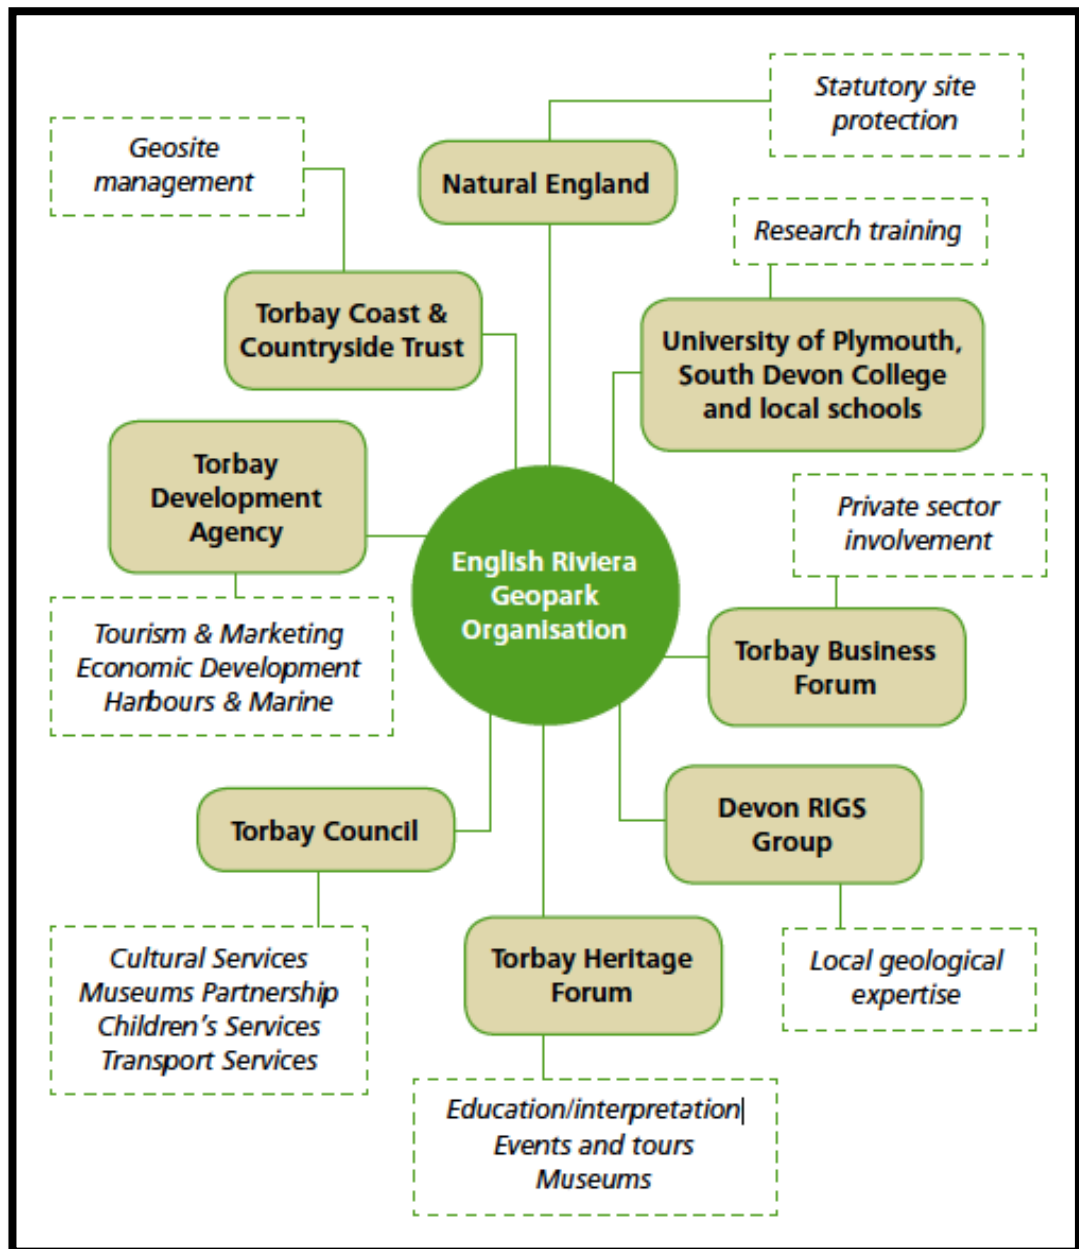 Statutory site
protection
Geosite
management
Natural England
Research training
Torbay Coast &
Countryside Trust
University of Plymouth,
South Devon College
and local schools
Torbay
Development
Agency
Private sector
involvement
English Riviera
Geopark
Organisation
Tourism & Marketing
Economic Development
Harbours & Marine
Torbay Business
Forum
Torbay Council
Devon RIGS
Group
Cultural Services
Museums Partnership
Children's Services
Transport Services
Torbay Heritage
Forum
Local geological
expertise
Education/interpretation
Events and tours
Museums